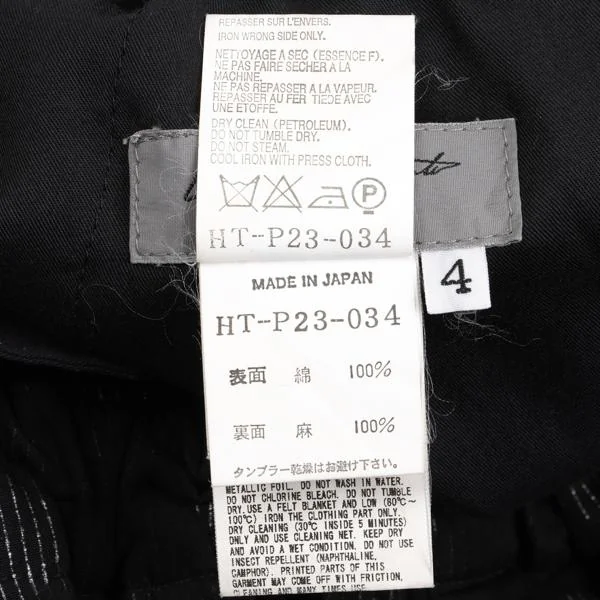 REPASSER SUR L'ENVERS.
IRON WRONG SIDE ONLY.
NETTOYAGE A SEC (ESSENCE F).
NE PAS FAIRE SÉCHER A LA
MACHINE.
NE PAS REPASSER A LA VAPEUR.
REPASSER AU FER TIEDE AVEC
UNE ETOFFE.
DRY CLEAN (PETROLEUM).
DO NOT TUMBLE DRY.
DO NOT STEAM.
COOL IRON WITH PRESS CLOTH.
P
HT-P23-034
MADE IN JAPAN
4
HT-P23-034
表面 綿 100%
裏面 麻 100%
タンブラー乾燥はお避け下さい。
METALLIC FOIL. DO NOT WASH IN WATER.
DO NOT CHLORINE BLEACH. DO NOT TUMBLE
DRY. USE A FELT BLANKET AND LOW (80℃~
100℃) IRON THE CLOTHING PART ONLY.
DRY CLEANING (30℃ INSIDE 5 MINUTES)
ONLY AND USE CLEANING NET. KEEP DRY
AND AVOID A WET CONDITION. DO NOT USE
INSECT REPELLENT (NAPHTHALINE,
CAMPHOR). PRINTED PARTS OF THIS
GARMENT MAY COME OFF WITH FRICTION,